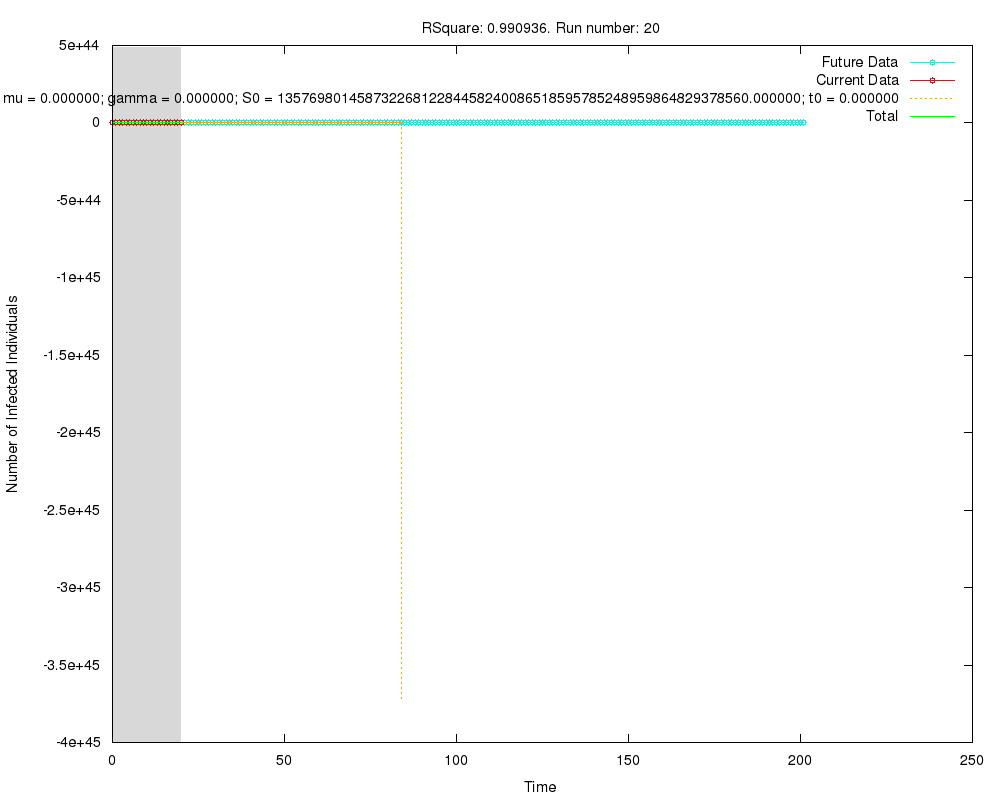 RSquare: 0.990936. Run number: 20
5e+44
Future Data
Current Data
mu = 0.000000; gamma = 0.000000; S0 = 1357698014587322681228445824008651859578524895986482937856​0.000000; t0 = 0.000000
Total
0
-5e+44
-1e+45
-1.5e+45
-2e+45
-2.5e+45
-3e+45
-3.5e+45
-4e+45
Number of Infected Individuals
0 50 100 150 200 250
Time